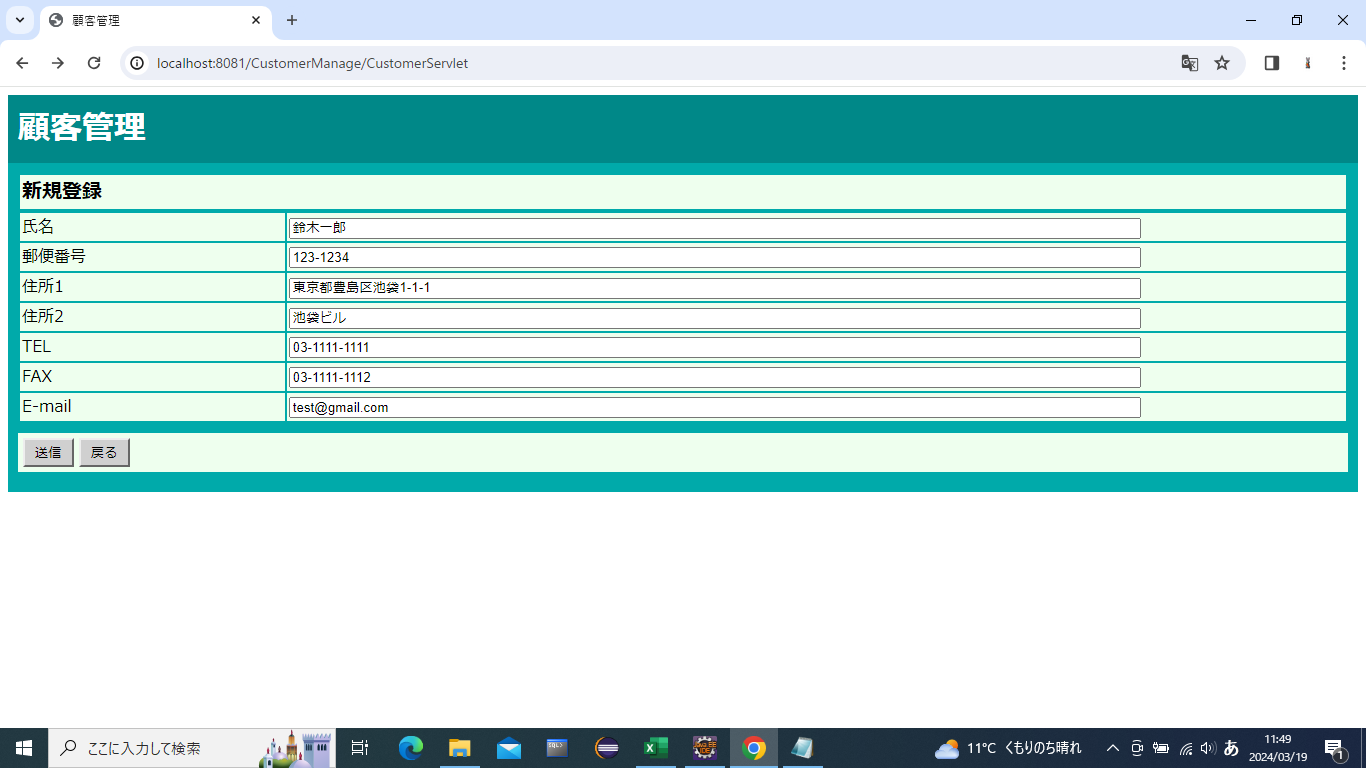 顧客管理
localhost:8081/CustomerManage/CustomerServlet
顧客管理
新規登録
氏名 鈴木一郎
郵便番号 123-1234
住所1 東京都豊島区池袋1-1-1
住所2 池袋ビル
TEL 03-1111-1111
FAX 03-1111-1112
E-mail test@gmail.com
送信 戻る
ここに入力して検索
11°C くもりのち晴れ
あ
11:49
2024/03/19
1